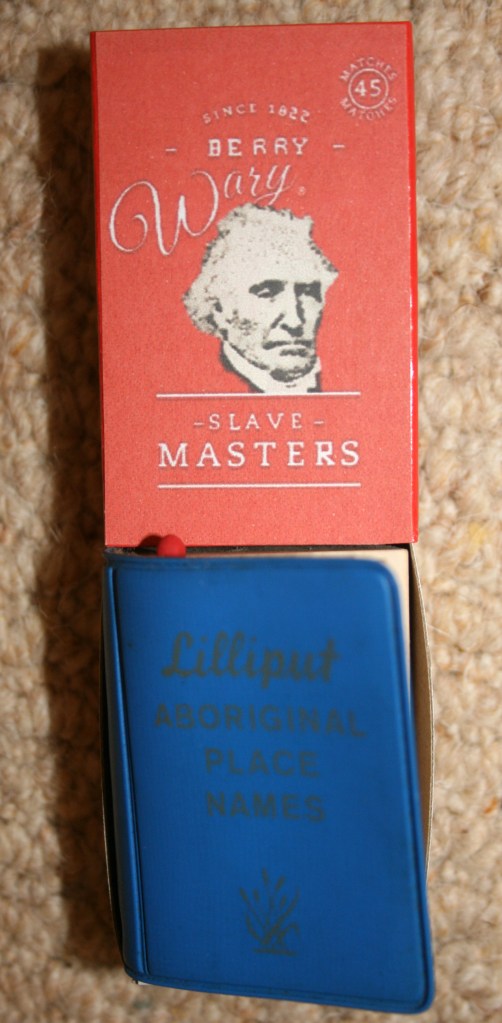 MATCHES
45
MATCHES
SINCE 1822
- BERRY -
Wary®
- SLAVE -
MASTERS
Lilliput
ABORIGINAL
PLACE
NAMES